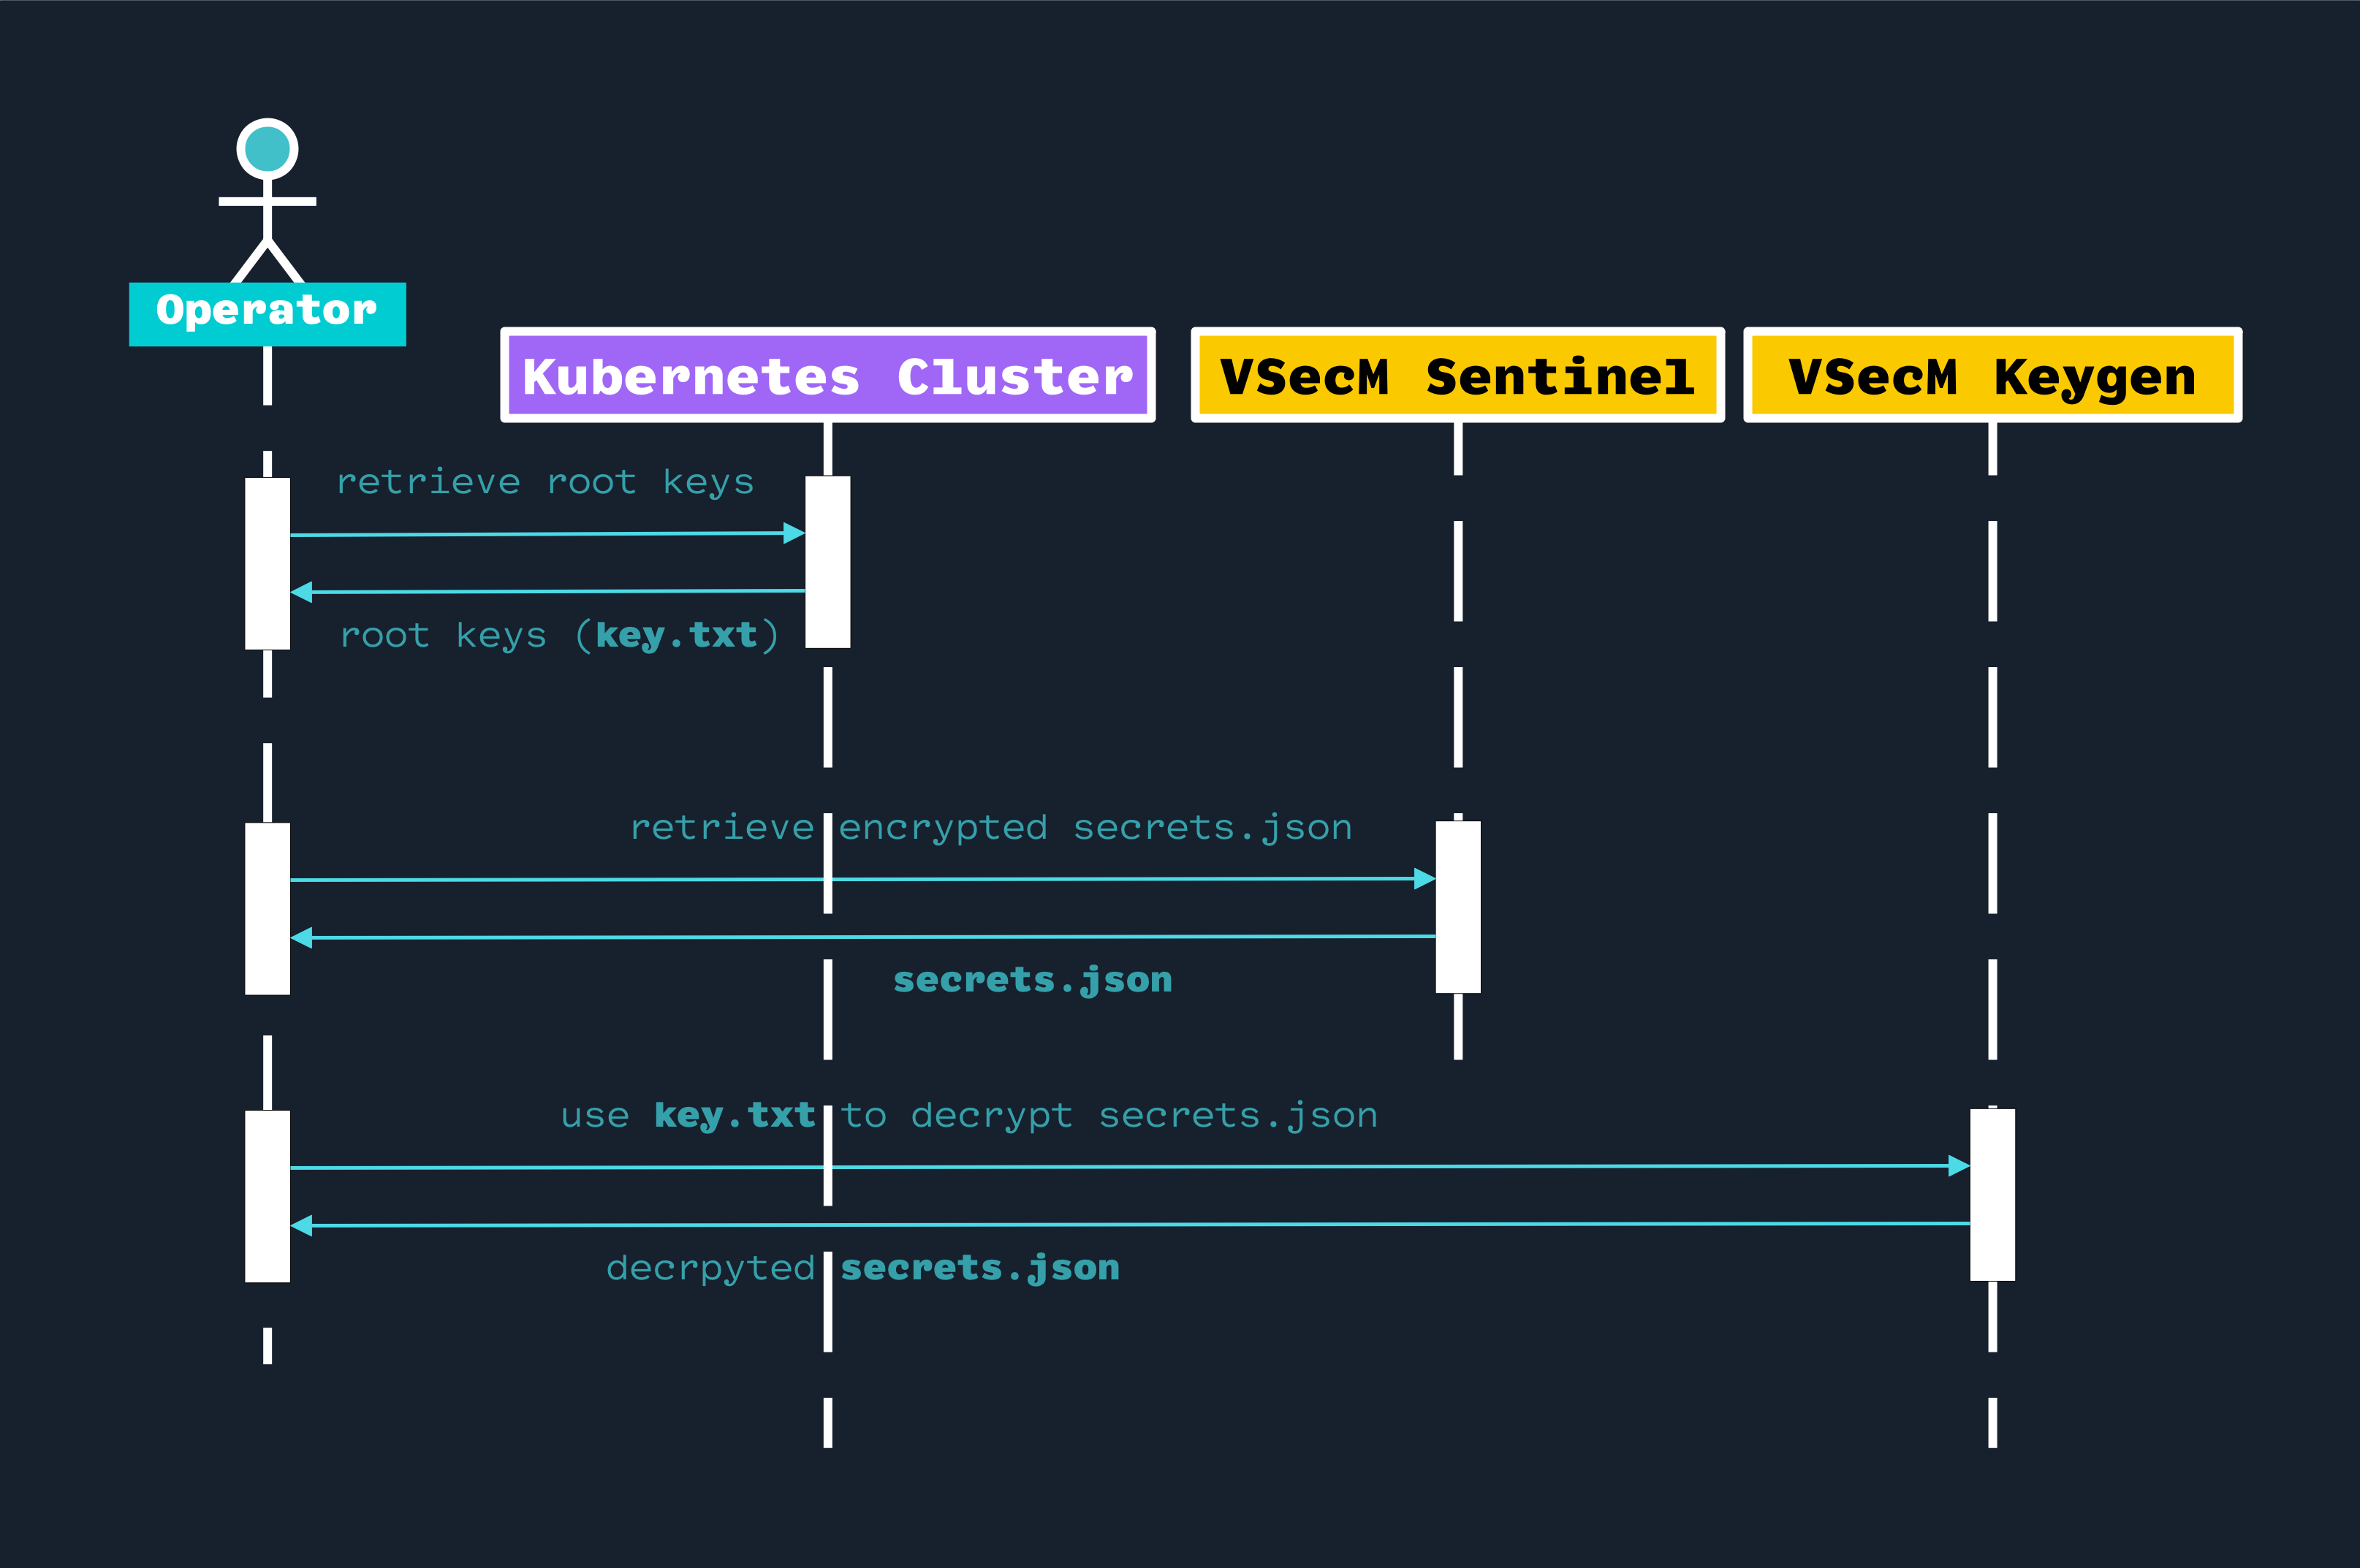 Operator
Kubernetes Cluster
VSecM Sentinel
VSecM Keygen
retrieve root keys
root keys (key.txt)
retrieve encrypted secrets.json
secrets.json
use key.txt to decrypt secrets.json
decrpyted secrets.json